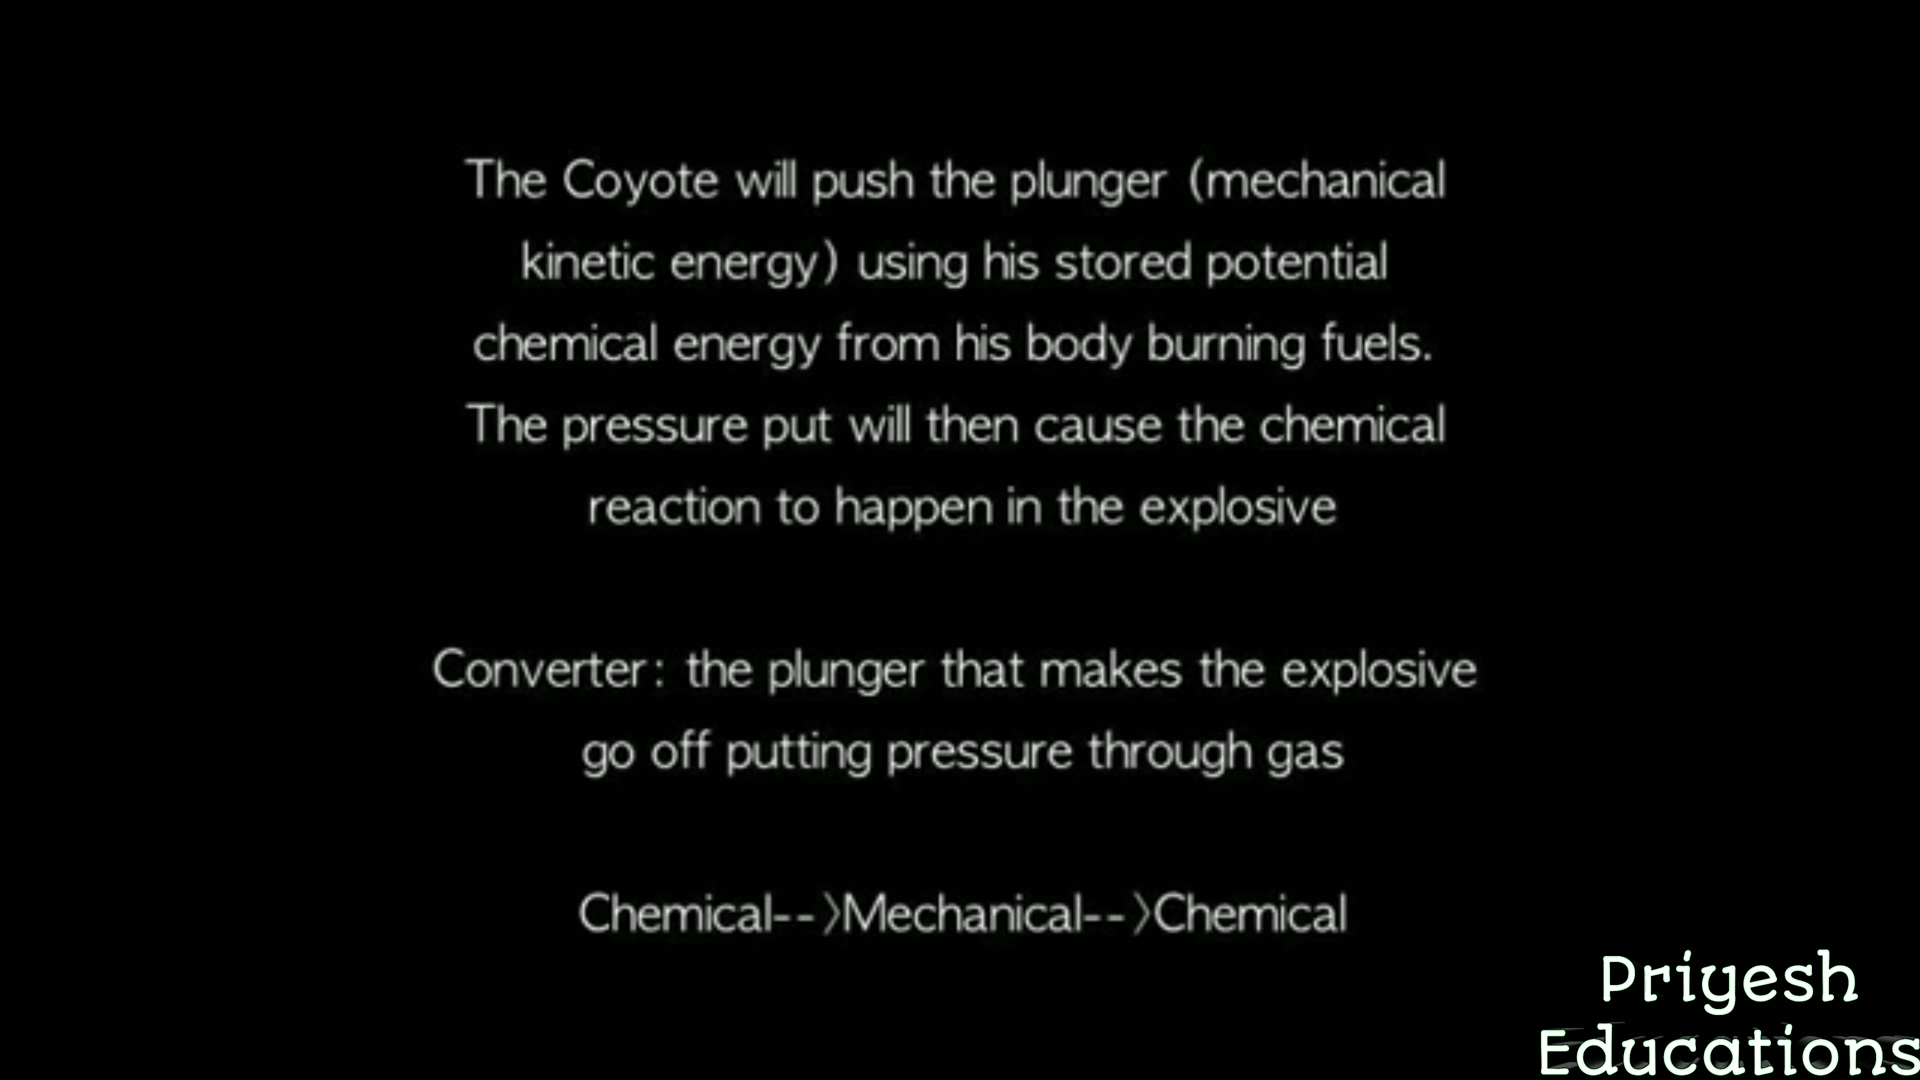 The Coyote will push the plunger (mechanical
kinetic energy) using his stored potential
chemical energy from his body burning fuels.
The pressure put will then cause the chemical
reaction to happen in the explosive
Converter: the plunger that makes the explosive
go off putting pressure through gas
Chemical-->Mechanical-->Chemical
Priyesh
Educations